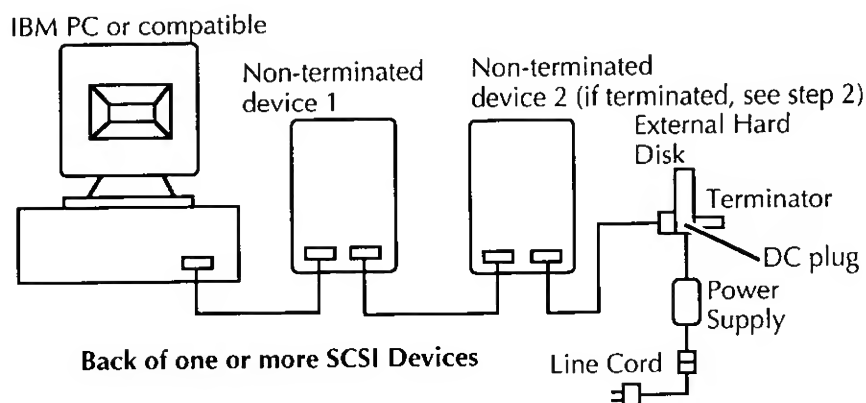 IBM PC or compatible
Non-terminated
device 1
Non-terminated
device 2 (if terminated, see step 2)
External Hard
Disk
Terminator
DC plug
Power
Supply
Line Cord
Back of one or more SCSI Devices